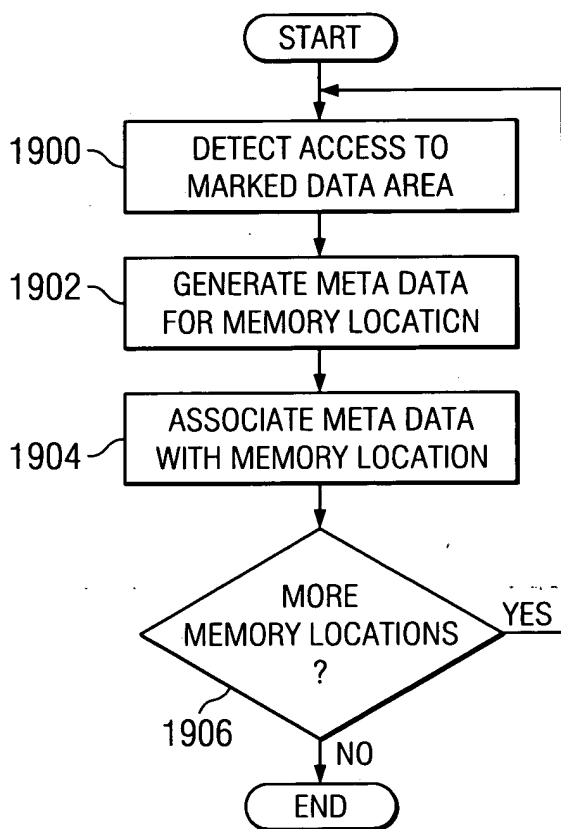 START
1900
DETECT ACCESS TO
MARKED DATA AREA
1902
GENERATE META DATA
FOR MEMORY LOCATICN
1904
ASSOCIATE META DATA
WITH MEMORY LOCATION
MORE
MEMORY LOCATIONS
?
YES
1906
NO
END